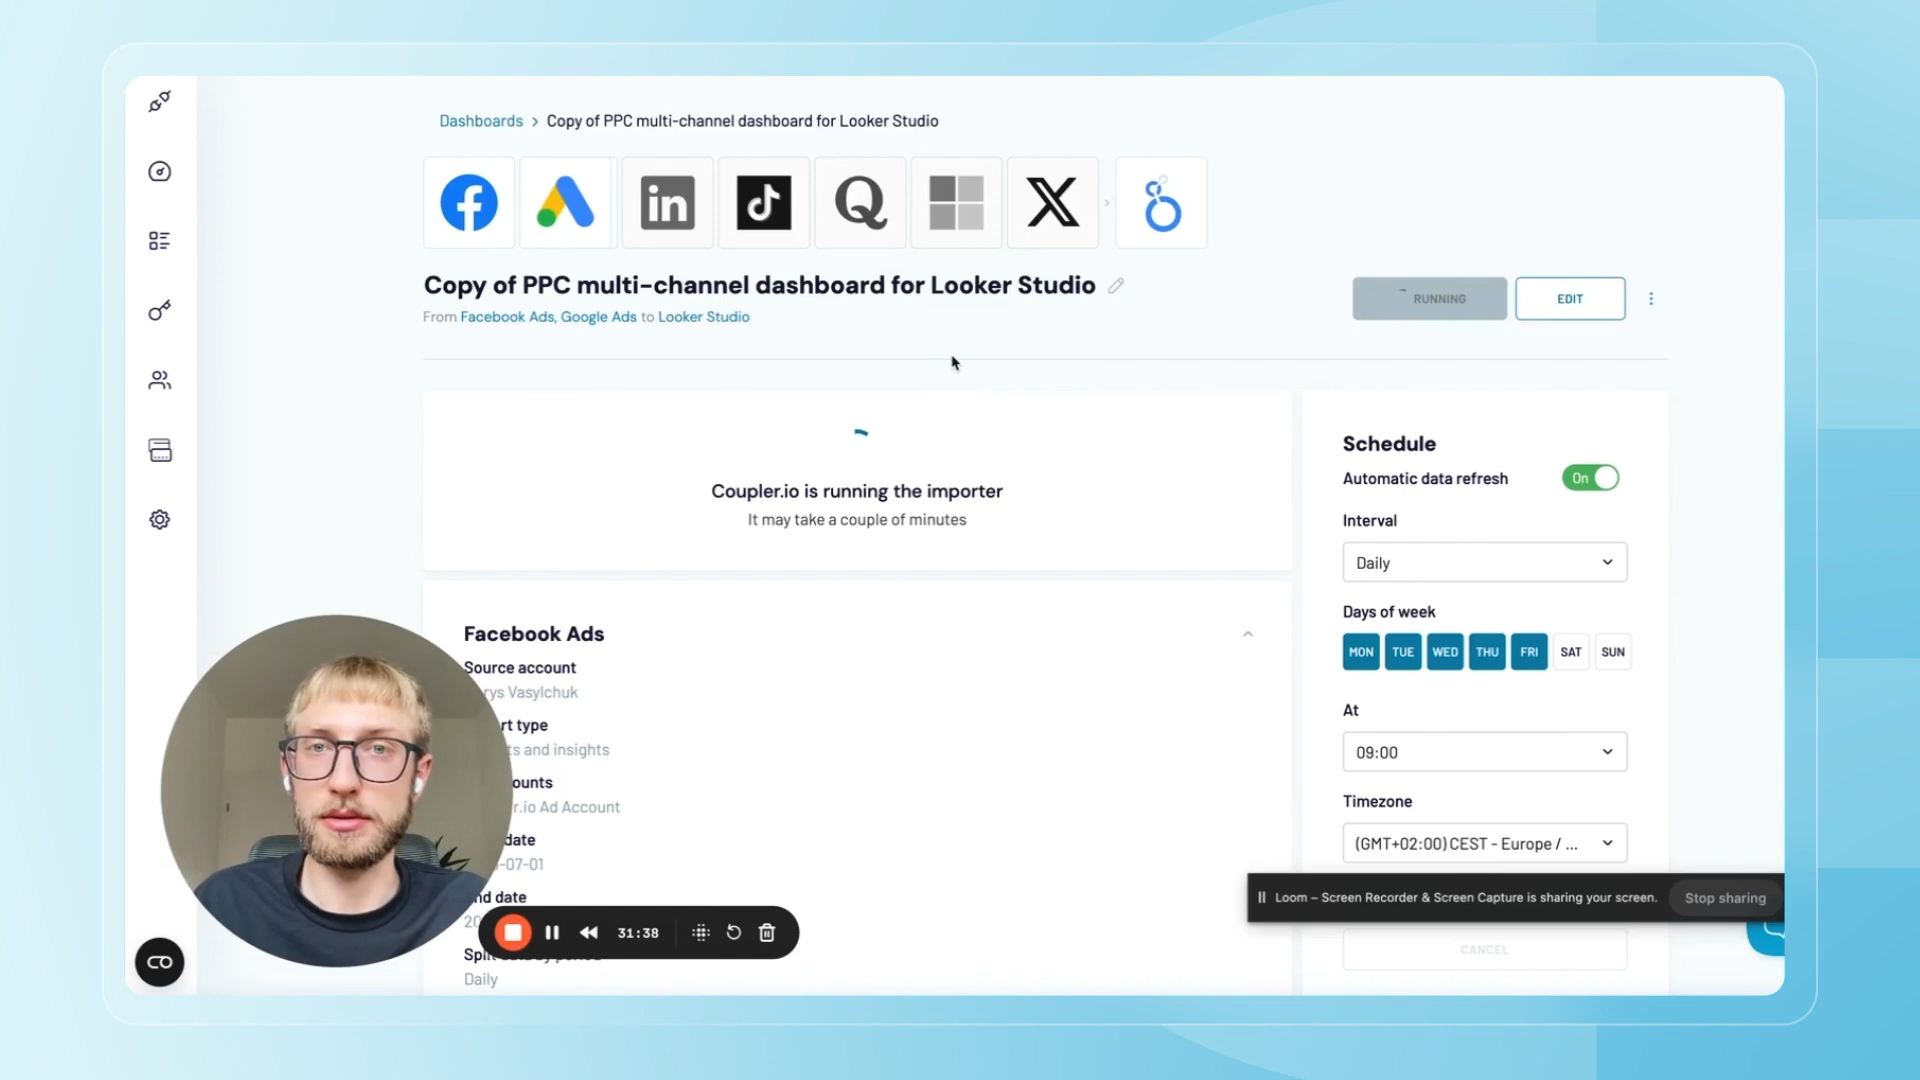 Dashboards > Copy of PPC multi-channel dashboard for Looker Studio
Copy of PPC multi-channel dashboard for Looker Studio
From Facebook Ads, Google Ads to Looker Studio
RUNNING
EDIT
Coupler.io is running the importer
It may take a couple of minutes
Facebook Ads
Source account
rys Vasylchuk
rt type
ts and insights
ounts
r.io Ad Account
date
-07-01
nd date
20
31:38
Daily
Schedule
Automatic data refresh
On
Interval
Daily
Days of week
MON TUE WED THU FRI SAT SUN
At
09:00
Timezone
(GMT+02:00) CEST - Europe / ...
Loom – Screen Recorder & Screen Capture is sharing your screen.
Stop sharing
CANCEL